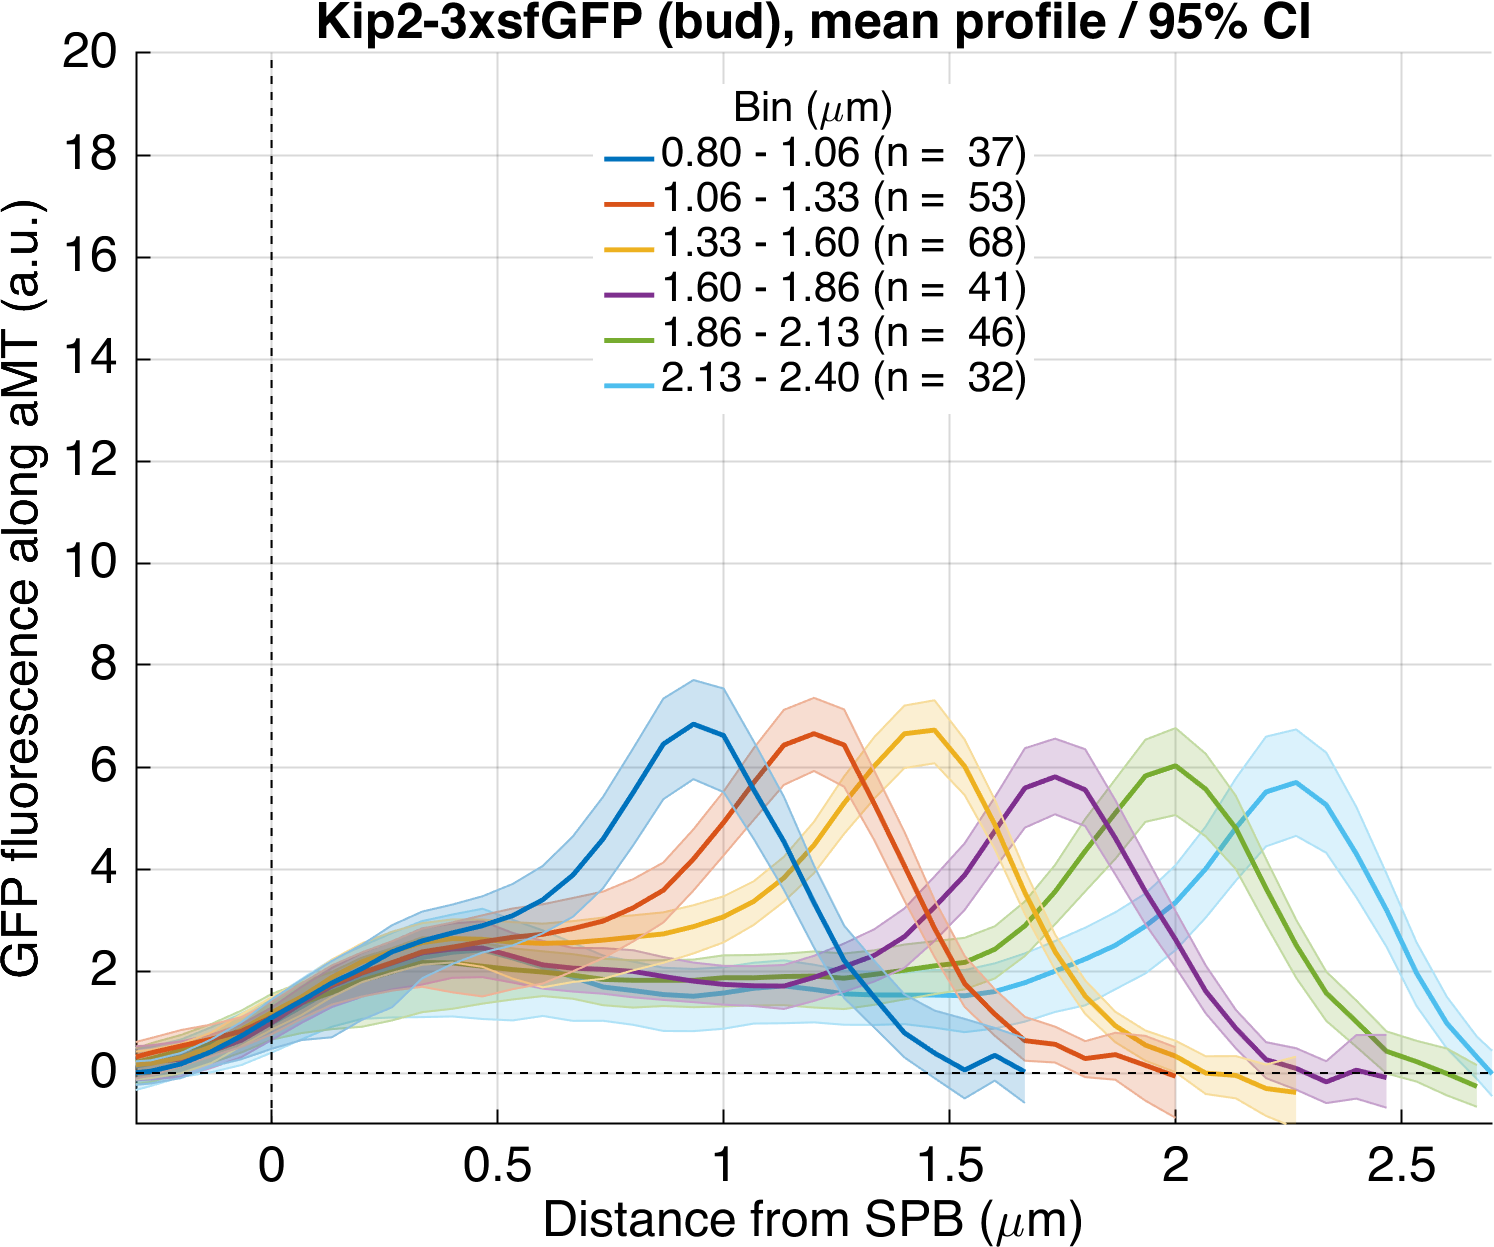 Kip2-3xsfGFP (bud), mean profile / 95% CI
GFP fluorescence along aMT (a.u.)
20
18
16
14
12
10
8
6
4
2
0
Bin (μm)
0.80 - 1.06 (n = 37)
1.06 - 1.33 (n = 53)
1.33 - 1.60 (n = 68)
1.60 - 1.86 (n = 41)
1.86 - 2.13 (n = 46)
2.13 - 2.40 (n = 32)
0 0.5 1 1.5 2 2.5
Distance from SPB (μm)